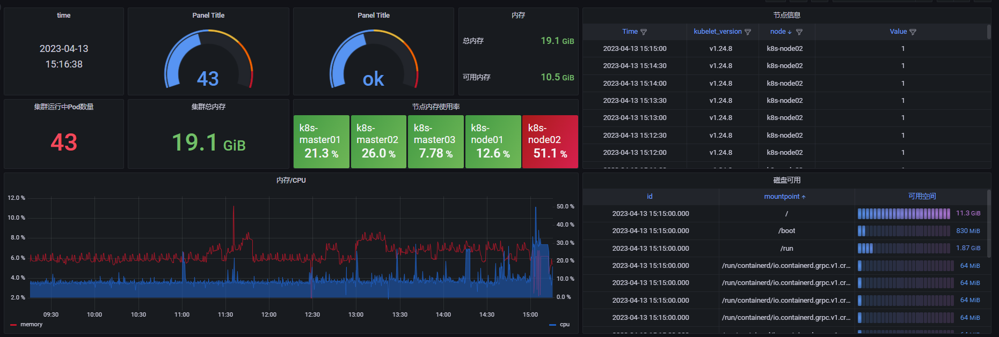 time
2023-04-13
15:16:38
Panel Title
43
Panel Title
ok
内存
总内存 19.1 GiB
可用内存 10.5 GiB
节点信息
Time kubelet_version node ↓ Value
2023-04-13 15:15:00 v1.24.8 k8s-node02 1
2023-04-13 15:14:30 v1.24.8 k8s-node02 1
2023-04-13 15:14:00 v1.24.8 k8s-node02 1
2023-04-13 15:13:30 v1.24.8 k8s-node02 1
2023-04-13 15:13:00 v1.24.8 k8s-node02 1
2023-04-13 15:12:30 v1.24.8 k8s-node02 1
2023-04-13 15:12:00 v1.24.8 k8s-node02 1
集群运行中Pod数量
43
集群总内存
19.1 GiB
节点内存使用率
k8s-
master01
21.3 %
k8s-
master02
26.0 %
k8s-
master03
7.78 %
k8s-
node01
12.6 %
k8s-
node02
51.1 %
内存/CPU
12.0 %
10.0 %
8.0 %
6.0 %
4.0 %
2.0 %
50.0 %
40.0 %
30.0 %
20.0 %
10.0 %
0.0 %
09:30 10:00 10:30 11:00 11:30 12:00 12:30 13:00 13:30 14:00 14:30 15:00
memory cpu
磁盘可用
id mountpoint ↑ 可用空间
2023-04-13 15:15:00.000 / 11.3 GiB
2023-04-13 15:15:00.000 /boot 830 MiB
2023-04-13 15:15:00.000 /run 1.87 GiB
2023-04-13 15:15:00.000 /run/containerd/io.containerd.grpc.v1.cr... 64 MiB
2023-04-13 15:15:00.000 /run/containerd/io.containerd.grpc.v1.cr... 64 MiB
2023-04-13 15:15:00.000 /run/containerd/io.containerd.grpc.v1.cr... 64 MiB
2023-04-13 15:15:00.000 /run/containerd/io.containerd.grpc.v1.cr... 64 MiB